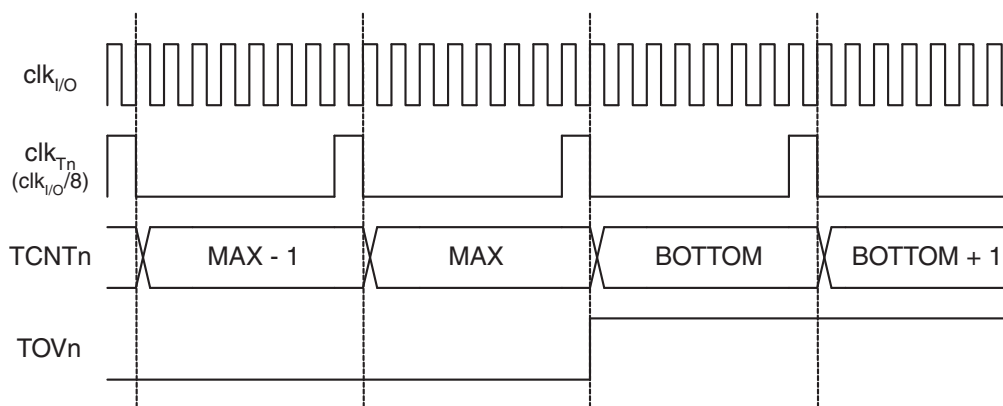 clkI/O
clkTn
(clkI/O/8)
TCNTn MAX - 1 MAX BOTTOM BOTTOM + 1
TOVn